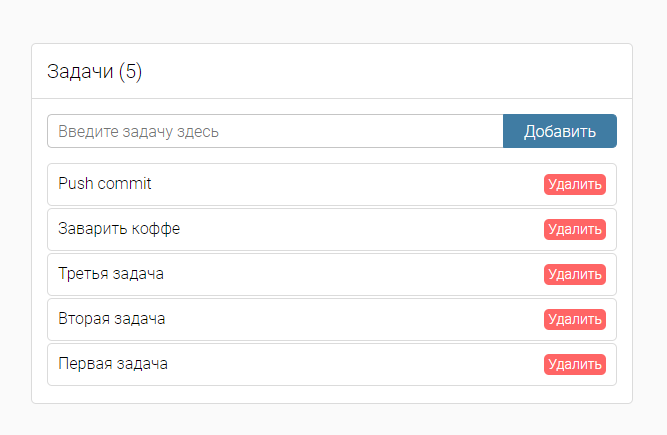 Задачи (5)
Введите задачу здесь Добавить
Push commit Удалить
Заварить коффе Удалить
Третья задача Удалить
Вторая задача Удалить
Первая задача Удалить